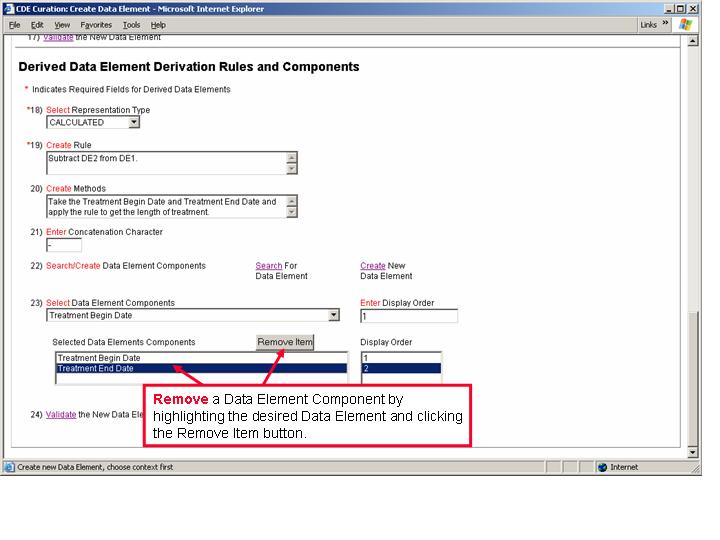 CDE Curation: Create Data Element - Microsoft Internet Explorer
File Edit View Favorites Tools Help Links »
17) Validate the New Data Element
Derived Data Element Derivation Rules and Components
* Indicates Required Fields for Derived Data Elements
*18) Select Representation Type
CALCULATED
*19) Create Rule
Subtract DE2 from DE1.
20) Create Methods
Take the Treatment Begin Date and Treatment End Date and
apply the rule to get the length of treatment.
21) Enter Concatenation Character
-
22) Search/Create Data Element Components Search For Create New
Data Element Data Element
23) Select Data Element Components Enter Display Order
Treatment Begin Date 1
Selected Data Elements Components Remove Item Display Order
Treatment Begin Date 1
Treatment End Date 2
Remove a Data Element Component by
highlighting the desired Data Element and clicking
the Remove Item button.
24) Validate the New Data Ele
Create new Data Element, choose context first Internet